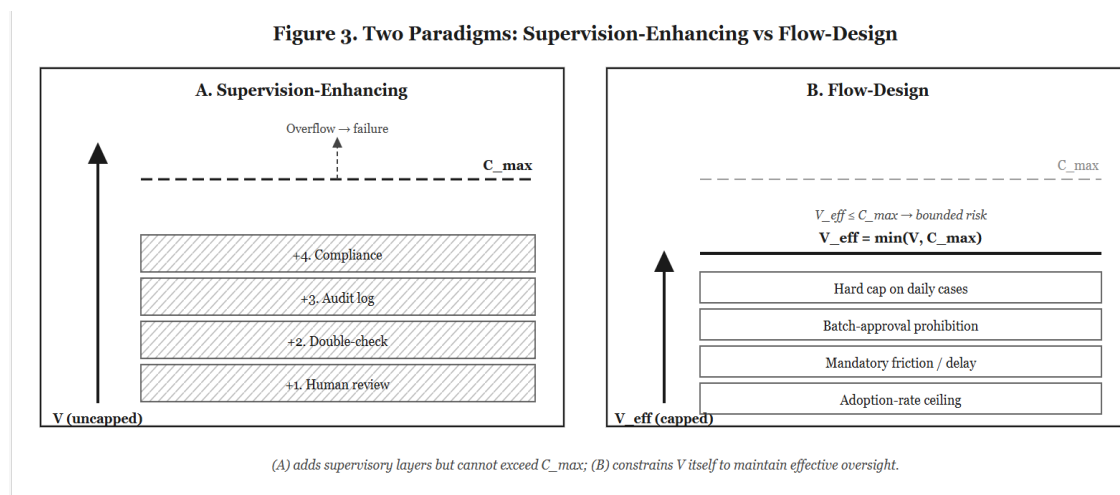 Figure 3. Two Paradigms: Supervision-Enhancing vs Flow-Design
A. Supervision-Enhancing
Overflow → failure
C_max
+4. Compliance
+3. Audit log
+2. Double-check
+1. Human review
V (uncapped)
B. Flow-Design
C_max
V_eff ≤ C_max → bounded risk
V_eff = min(V, C_max)
Hard cap on daily cases
Batch-approval prohibition
Mandatory friction / delay
Adoption-rate ceiling
V_eff (capped)
(A) adds supervisory layers but cannot exceed C_max; (B) constrains V itself to maintain effective oversight.